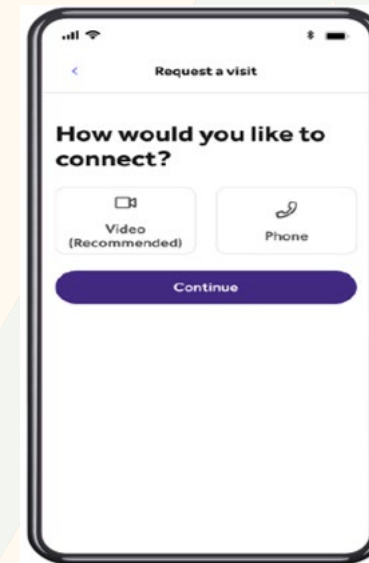 Request a visit
How would you like to
connect?
Video
(Recommended)
Phone
Continue